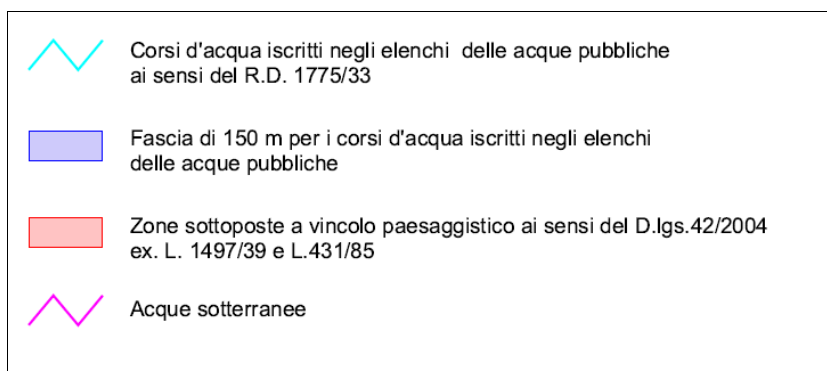 Corsi d'acqua iscritti negli elenchi delle acque pubbliche
ai sensi del R.D. 1775/33
Fascia di 150 m per i corsi d'acqua iscritti negli elenchi
delle acque pubbliche
Zone sottoposte a vincolo paesaggistico ai sensi del D.lgs.42/2004
ex. L. 1497/39 e L.431/85
Acque sotterranee